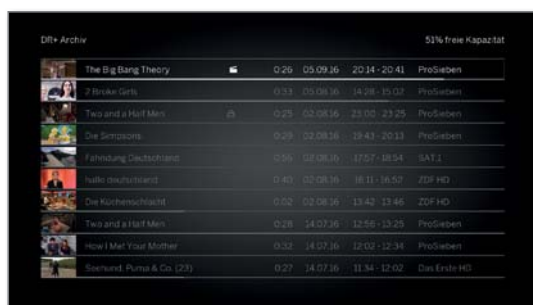 DR+ Archiv 51% freie Kapazität
The Big Bang Theory 0:26 05.09.16 20:14 - 20:41 ProSieben
2 Broke Girls 0:33 05.08.16 14:28 - 15:02 ProSieben
Two and a Half Men 0:25 02.08.16 23:00 - 23:25 ProSieben
Die Simpsons 0:29 02.08.16 19:43 - 20:13 ProSieben
Fahndung Deutschland 0:56 02.08.16 17:57 - 18:54 SAT.1
hallo deutschland 0:40 02.08.16 16:11 - 16:52 ZDF HD
Die Küchenschlacht 0:02 02.08.16 13:42 - 13:46 ZDF HD
Two and a Half Men 0:28 14.07.16 12:56 - 13:25 ProSieben
How I Met Your Mother 0:32 14.07.16 12:02 - 12:34 ProSieben
Seehund, Puma & Co. (23) 0:27 14.07.16 11:34 - 12:02 Das Erste HD